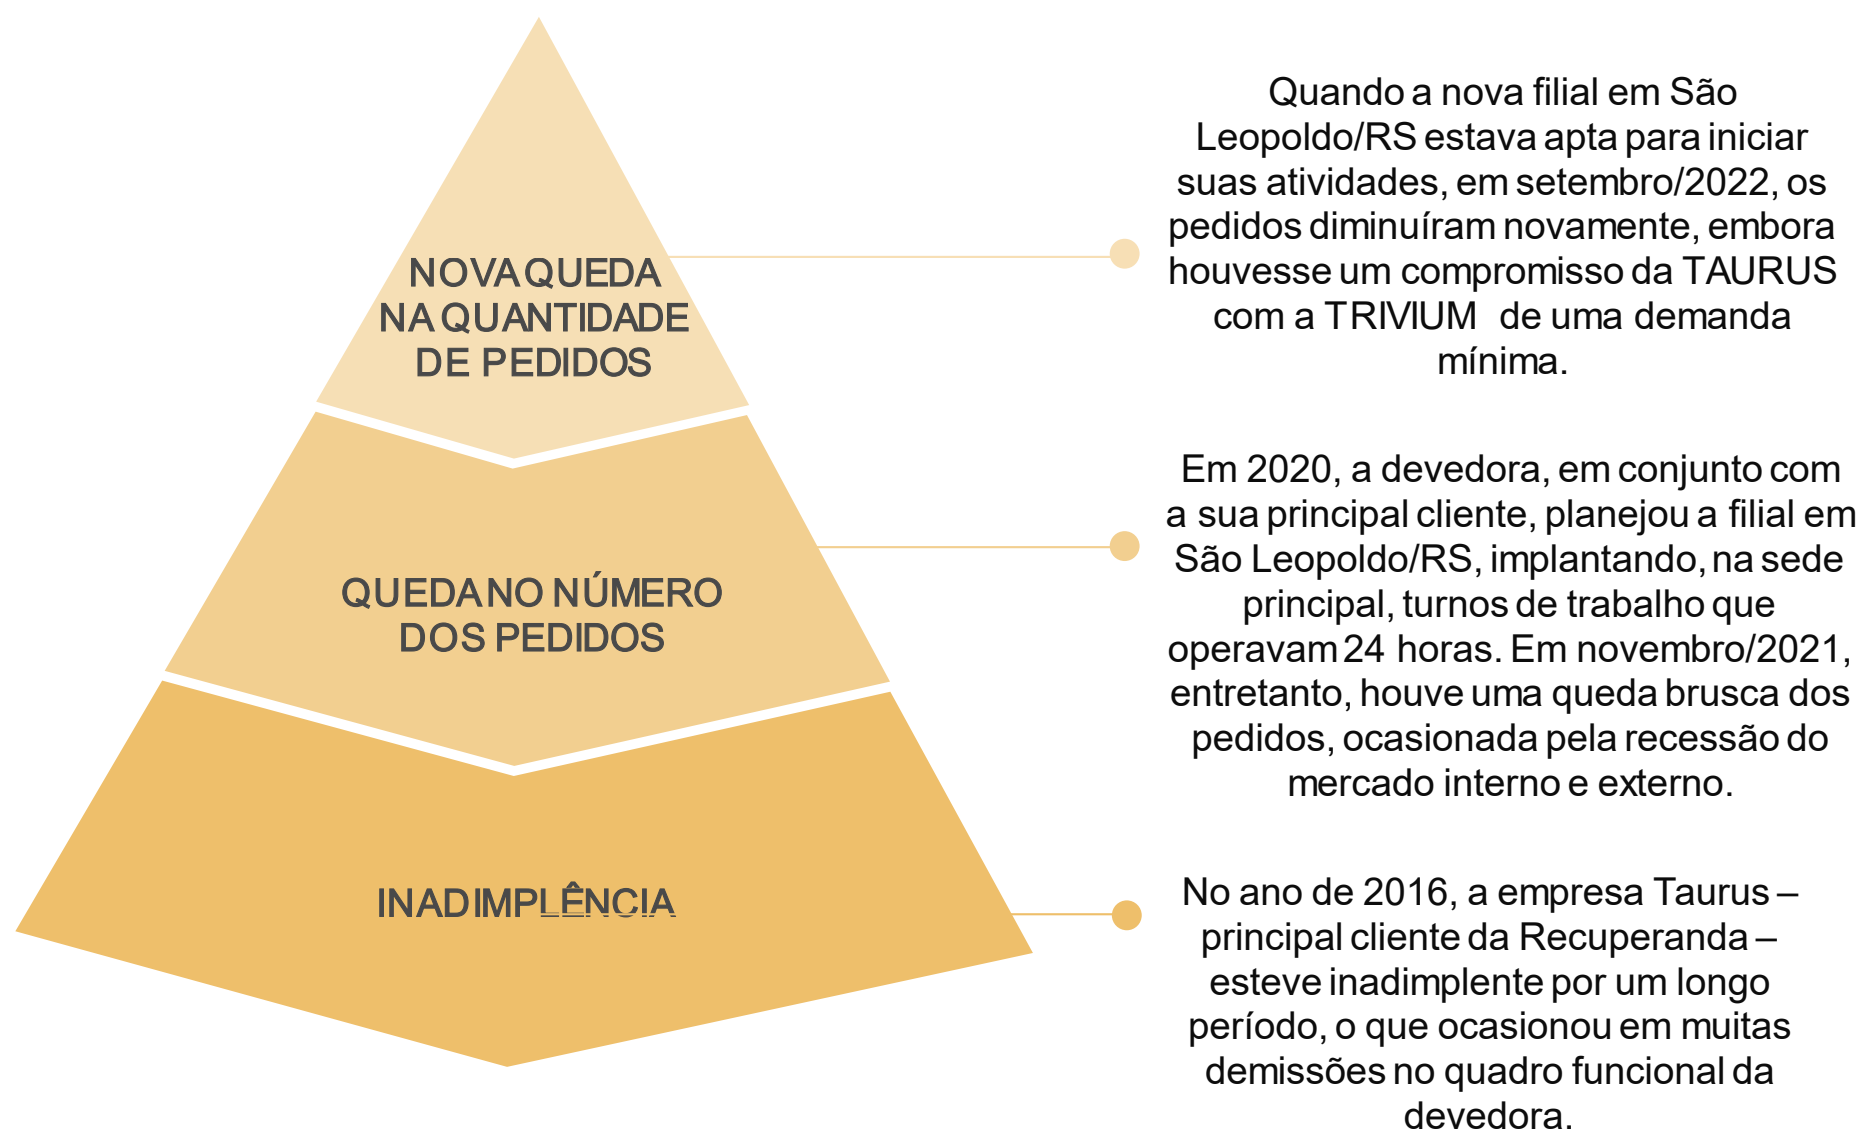 NOVA QUEDA
NA QUANTIDADE
DE PEDIDOS
Quando a nova filial em São
Leopoldo/RS estava apta para iniciar
suas atividades, em setembro/2022, os
pedidos diminuíram novamente, embora
houvesse um compromisso da TAURUS
com a TRIVIUM de uma demanda
mínima.
QUEDA NO NÚMERO
DOS PEDIDOS
Em 2020, a devedora, em conjunto com
a sua principal cliente, planejou a filial em
São Leopoldo/RS, implantando, na sede
principal, turnos de trabalho que
operavam 24 horas. Em novembro/2021,
entretanto, houve uma queda brusca dos
pedidos, ocasionada pela recessão do
mercado interno e externo.
INADIMPLÊNCIA
No ano de 2016, a empresa Taurus –
principal cliente da Recuperanda –
esteve inadimplente por um longo
período, o que ocasionou em muitas
demissões no quadro funcional da
devedora.